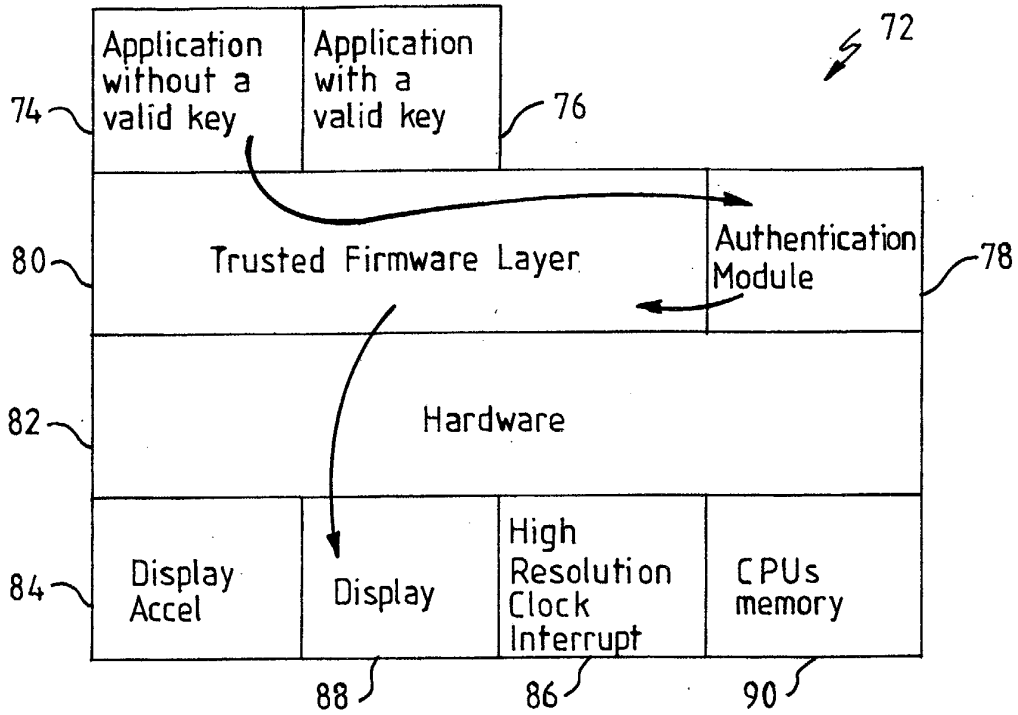 72
Application
without a
valid key
Application
with a
valid key
74
76
80
Trusted Firmware Layer
Authentication
Module
78
82
Hardware
84
Display
Accel
Display
High
Resolution
Clock
Interrupt
CPUs
memory
88
86
90